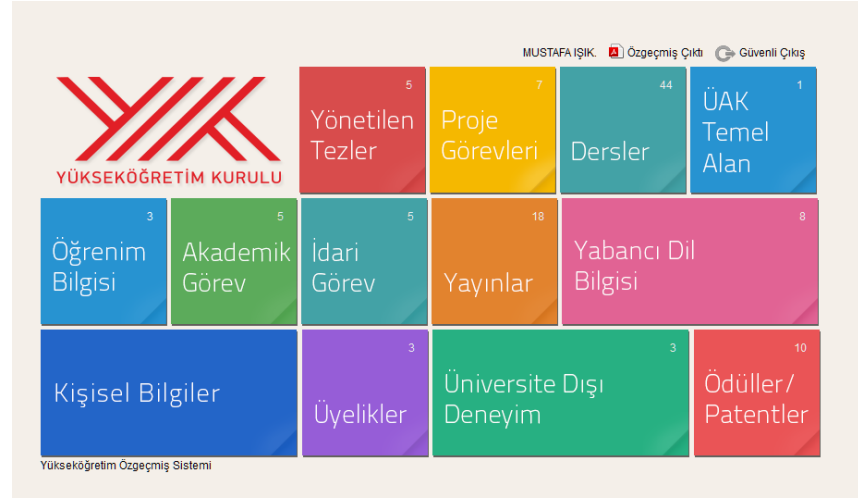 MUSTAFA IŞIK. Özgeçmiş Çıktı Güvenli Çıkış
YÜKSEKÖĞRETİM KURULU
5
Yönetilen
Tezler
7
Proje
Görevleri
44
Dersler
1
ÜAK
Temel
Alan
3
Öğrenim
Bilgisi
5
Akademik
Görev
5
İdari
Görev
18
Yayınlar
8
Yabancı Dil
Bilgisi
Kişisel Bilgiler
3
Üyelikler
3
Üniversite Dışı
Deneyim
10
Ödüller/
Patentler
Yükseköğretim Özgeçmiş Sistemi